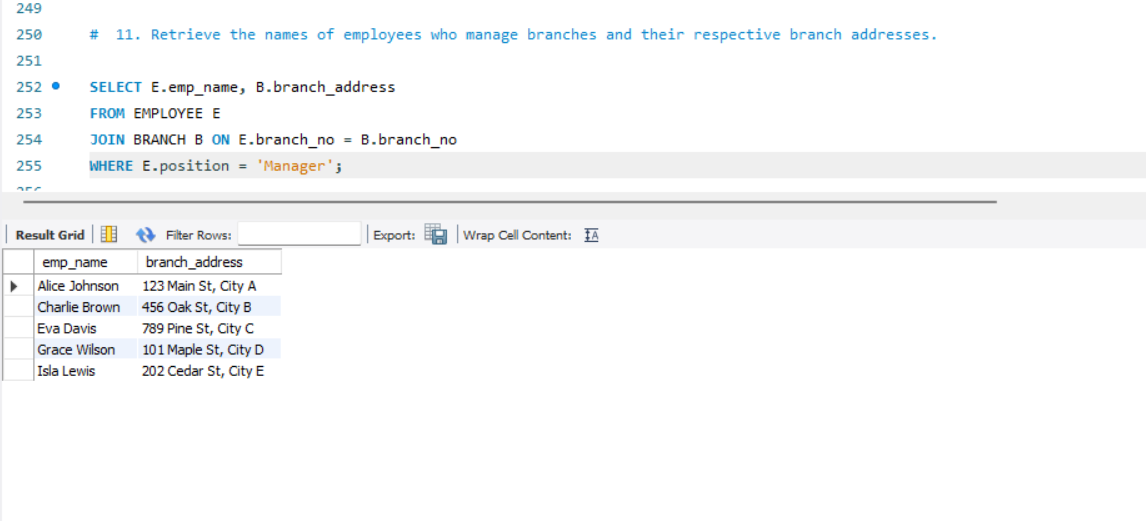 249
250 # 11. Retrieve the names of employees who manage branches and their respective branch addresses.
251
252 SELECT E.emp_name, B.branch_address
253 FROM EMPLOYEE E
254 JOIN BRANCH B ON E.branch_no = B.branch_no
255 WHERE E.position = 'Manager';
Result Grid Filter Rows: Export: Wrap Cell Content:
emp_name branch_address
Alice Johnson 123 Main St, City A
Charlie Brown 456 Oak St, City B
Eva Davis 789 Pine St, City C
Grace Wilson 101 Maple St, City D
Isla Lewis 202 Cedar St, City E